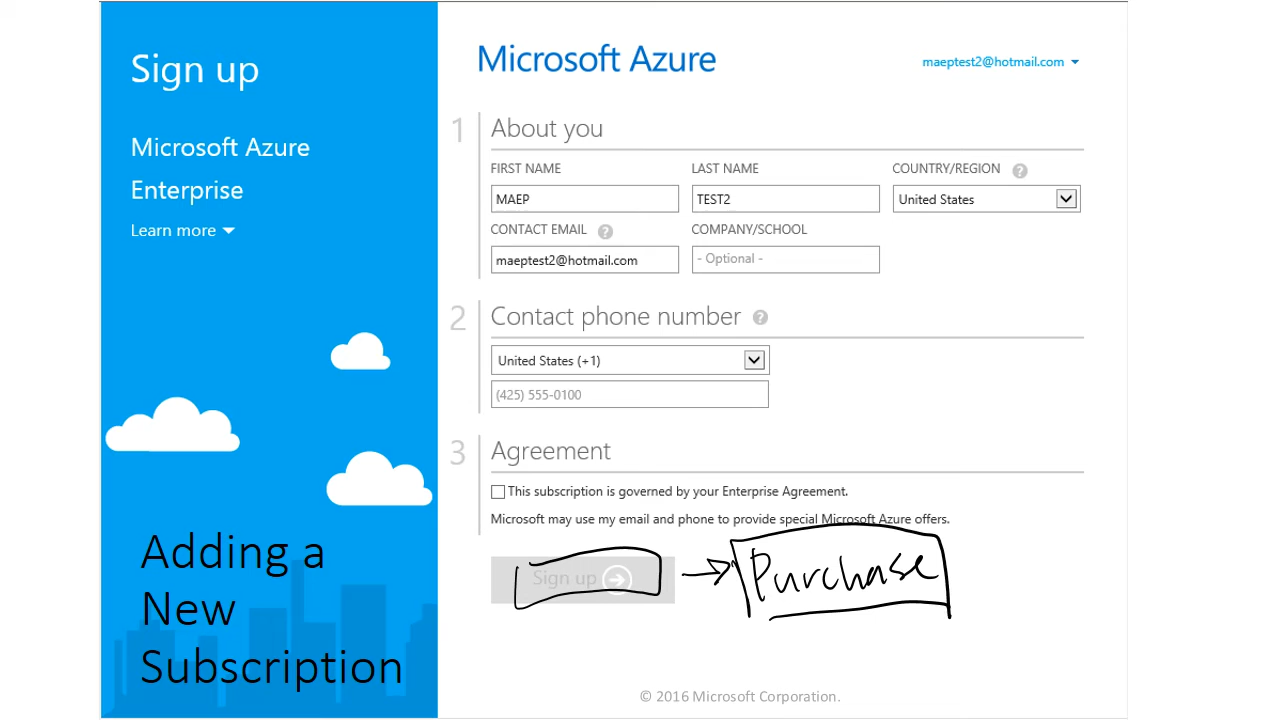 Sign up
Microsoft Azure
Enterprise
Learn more
Adding a
New
Subscription
Microsoft Azure
maeptest2@hotmail.com
1 About you
FIRST NAME LAST NAME COUNTRY/REGION ?
MAEP TEST2 United States
CONTACT EMAIL ? COMPANY/SCHOOL
maeptest2@hotmail.com - Optional -
2 Contact phone number ?
United States (+1)
(425) 555-0100
3 Agreement
This subscription is governed by your Enterprise Agreement.
Microsoft may use my email and phone to provide special Microsoft Azure offers.
Sign up → Purchase
© 2016 Microsoft Corporation.